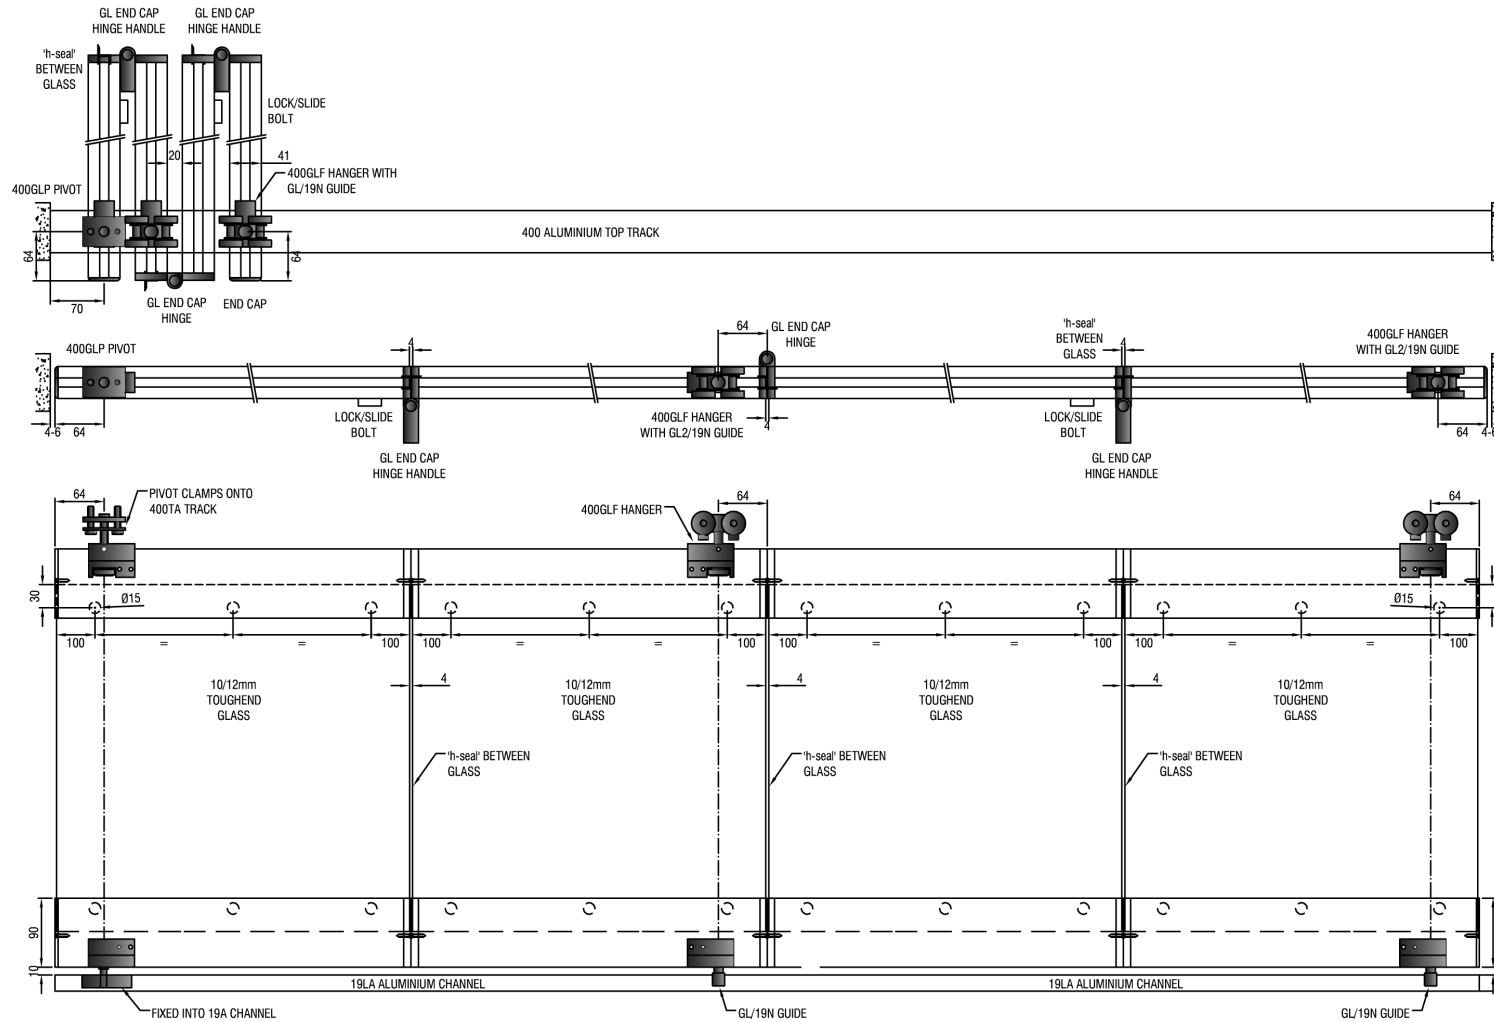 GL END CAP
HINGE HANDLE
GL END CAP
HINGE HANDLE
'h-seal'
BETWEEN
GLASS
LOCK/SLIDE
BOLT
20
41
400GLF HANGER WITH
GL/19N GUIDE
400GLP PIVOT
400 ALUMINIUM TOP TRACK
64
64
70
GL END CAP
HINGE
END CAP
400GLP PIVOT
4
64
GL END CAP
HINGE
'h-seal'
BETWEEN
GLASS
4
400GLF HANGER
WITH GL2/19N GUIDE
LOCK/SLIDE
BOLT
400GLF HANGER
WITH GL2/19N GUIDE
4
LOCK/SLIDE
BOLT
4-6
64
64
4-6
GL END CAP
HINGE HANDLE
GL END CAP
HINGE HANDLE
64
PIVOT CLAMPS ONTO
400TA TRACK
400GLF HANGER
64
64
30
Ø15
Ø15
100
=
=
100
100
=
=
100
100
=
=
100
100
=
=
100
10/12mm
TOUGHEND
GLASS
4
10/12mm
TOUGHEND
GLASS
4
10/12mm
TOUGHEND
GLASS
4
10/12mm
TOUGHEND
GLASS
'h-seal' BETWEEN
GLASS
'h-seal' BETWEEN
GLASS
'h-seal' BETWEEN
GLASS
90
10
19LA ALUMINIUM CHANNEL
19LA ALUMINIUM CHANNEL
FIXED INTO 19A CHANNEL
GL/19N GUIDE
GL/19N GUIDE